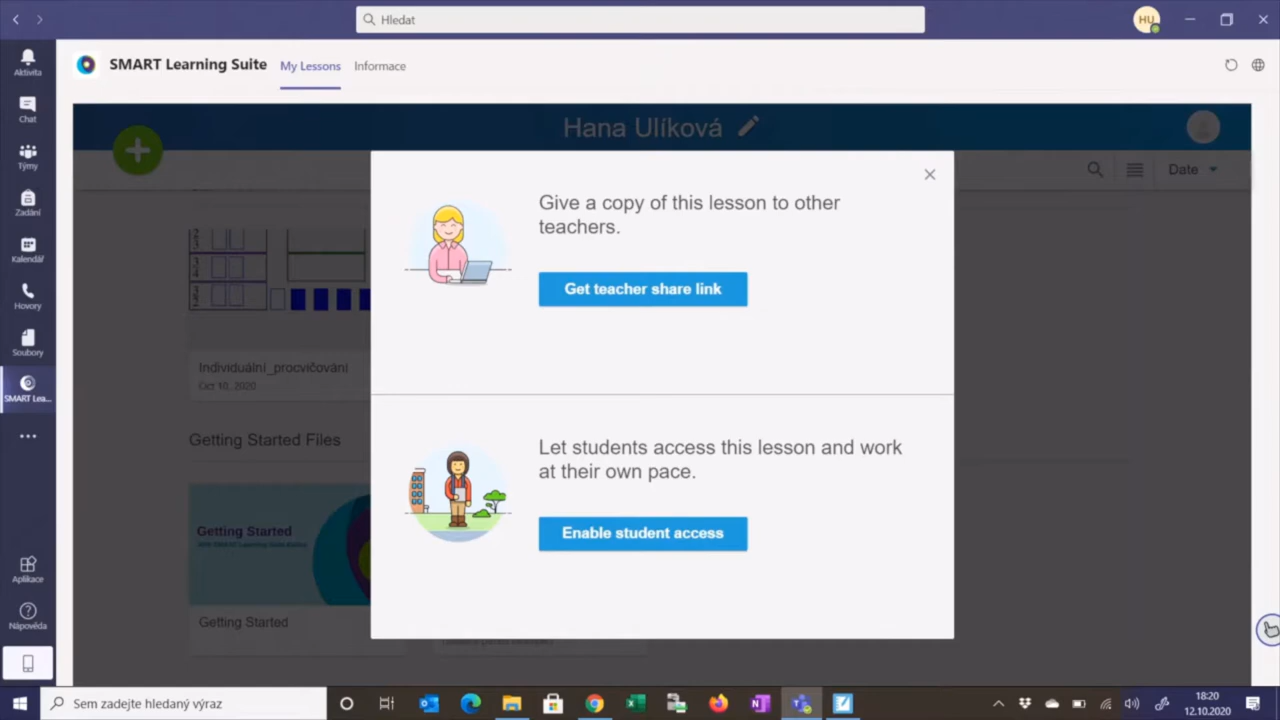 Hledat
HU
Aktivita
Chat
Týmy
Zadání
Kalendář
Hovory
Soubory
SMART Lea...
Aplikace
Nápověda
SMART Learning Suite
My Lessons
Informace
Hana Ulíková
Date
Give a copy of this lesson to other
teachers.
Get teacher share link
Let students access this lesson and work
at their own pace.
Enable student access
Individuální_procvičování
Oct 10, 2020
Getting Started Files
Getting Started
Getting Started
Sem zadejte hledaný výraz
18:20
12.10.2020